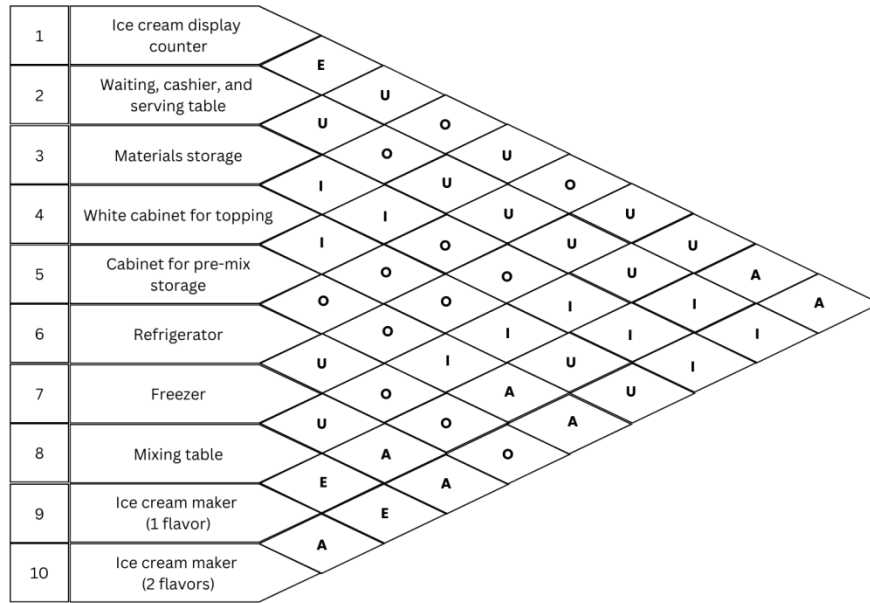 1 Ice cream display
counter
E
2 Waiting, cashier, and
serving table
U
U O
3 Materials storage
O U
I U O
4 White cabinet for topping
I U U
I O U U
5 Cabinet for pre-mix
storage
O O U A
O O I I A
6 Refrigerator
O I I I
U I U I
7 Freezer
O A U
U O A
8 Mixing table
A O
E A
9 Ice cream maker
(1 flavor)
E
A
10 Ice cream maker
(2 flavors)